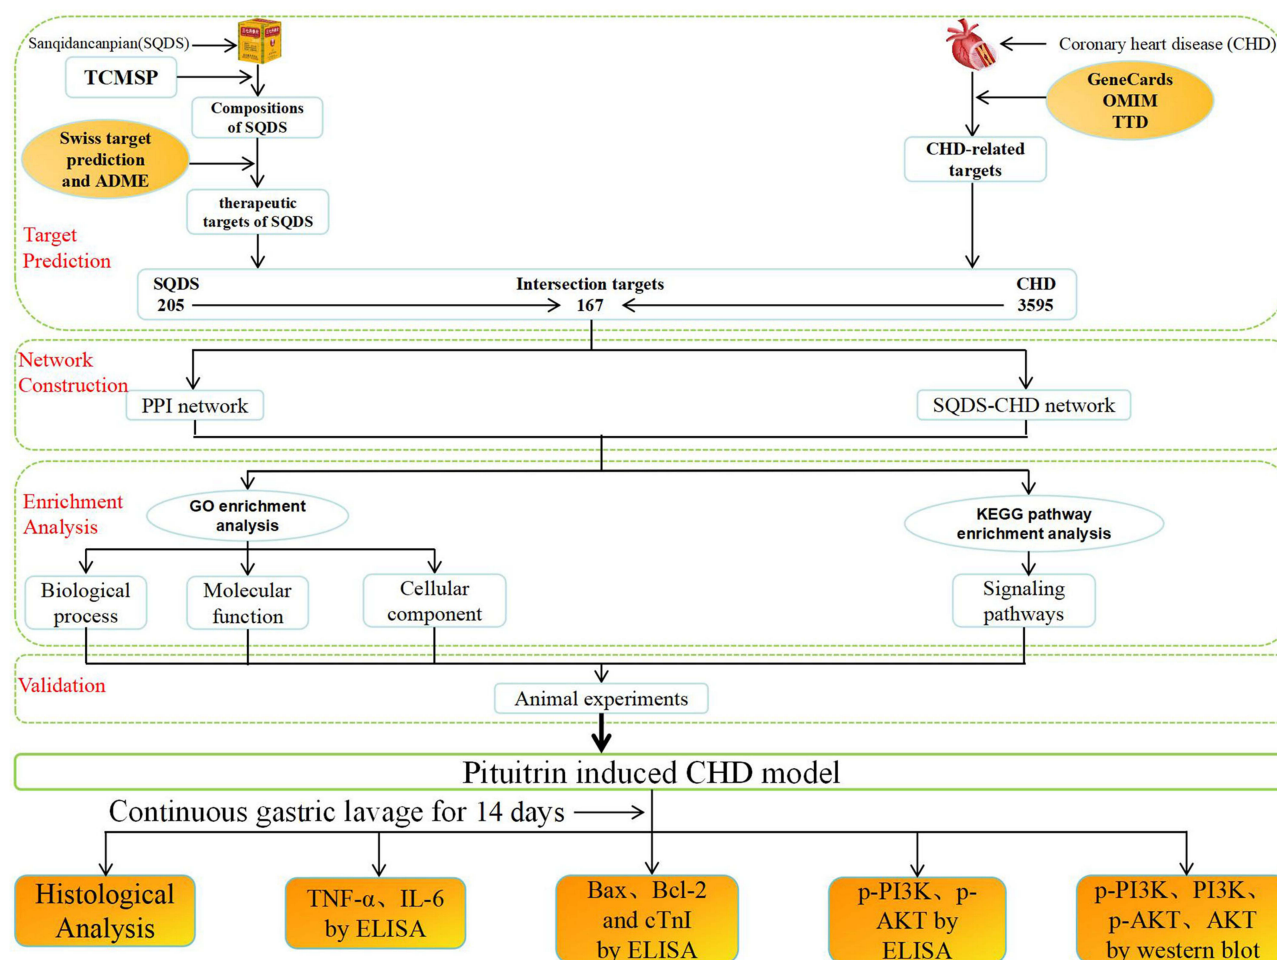 Sanqidancanpian(SQDS)
Coronary heart disease (CHD)
TCMSP
GeneCards
OMIM
TTD
Compositions
of SQDS
Swiss target
prediction
and ADME
CHD-related
targets
therapeutic
targets of SQDS
Target
Prediction
SQDS
Intersection targets
CHD
205
167
3595
Network
Construction
PPI network
SQDS-CHD network
Enrichment
Analysis
GO enrichment
analysis
KEGG pathway
enrichment analysis
Biological
process
Molecular
function
Cellular
component
Signaling
pathways
Validation
Animal experiments
Pituitrin induced CHD model
Continuous gastric lavage for 14 days
Histological
Analysis
TNF-α、IL-6
by ELISA
Bax、Bcl-2
and cTnI
by ELISA
p-PI3K、p-
AKT by
ELISA
p-PI3K、PI3K、
p-AKT、AKT
by western blot